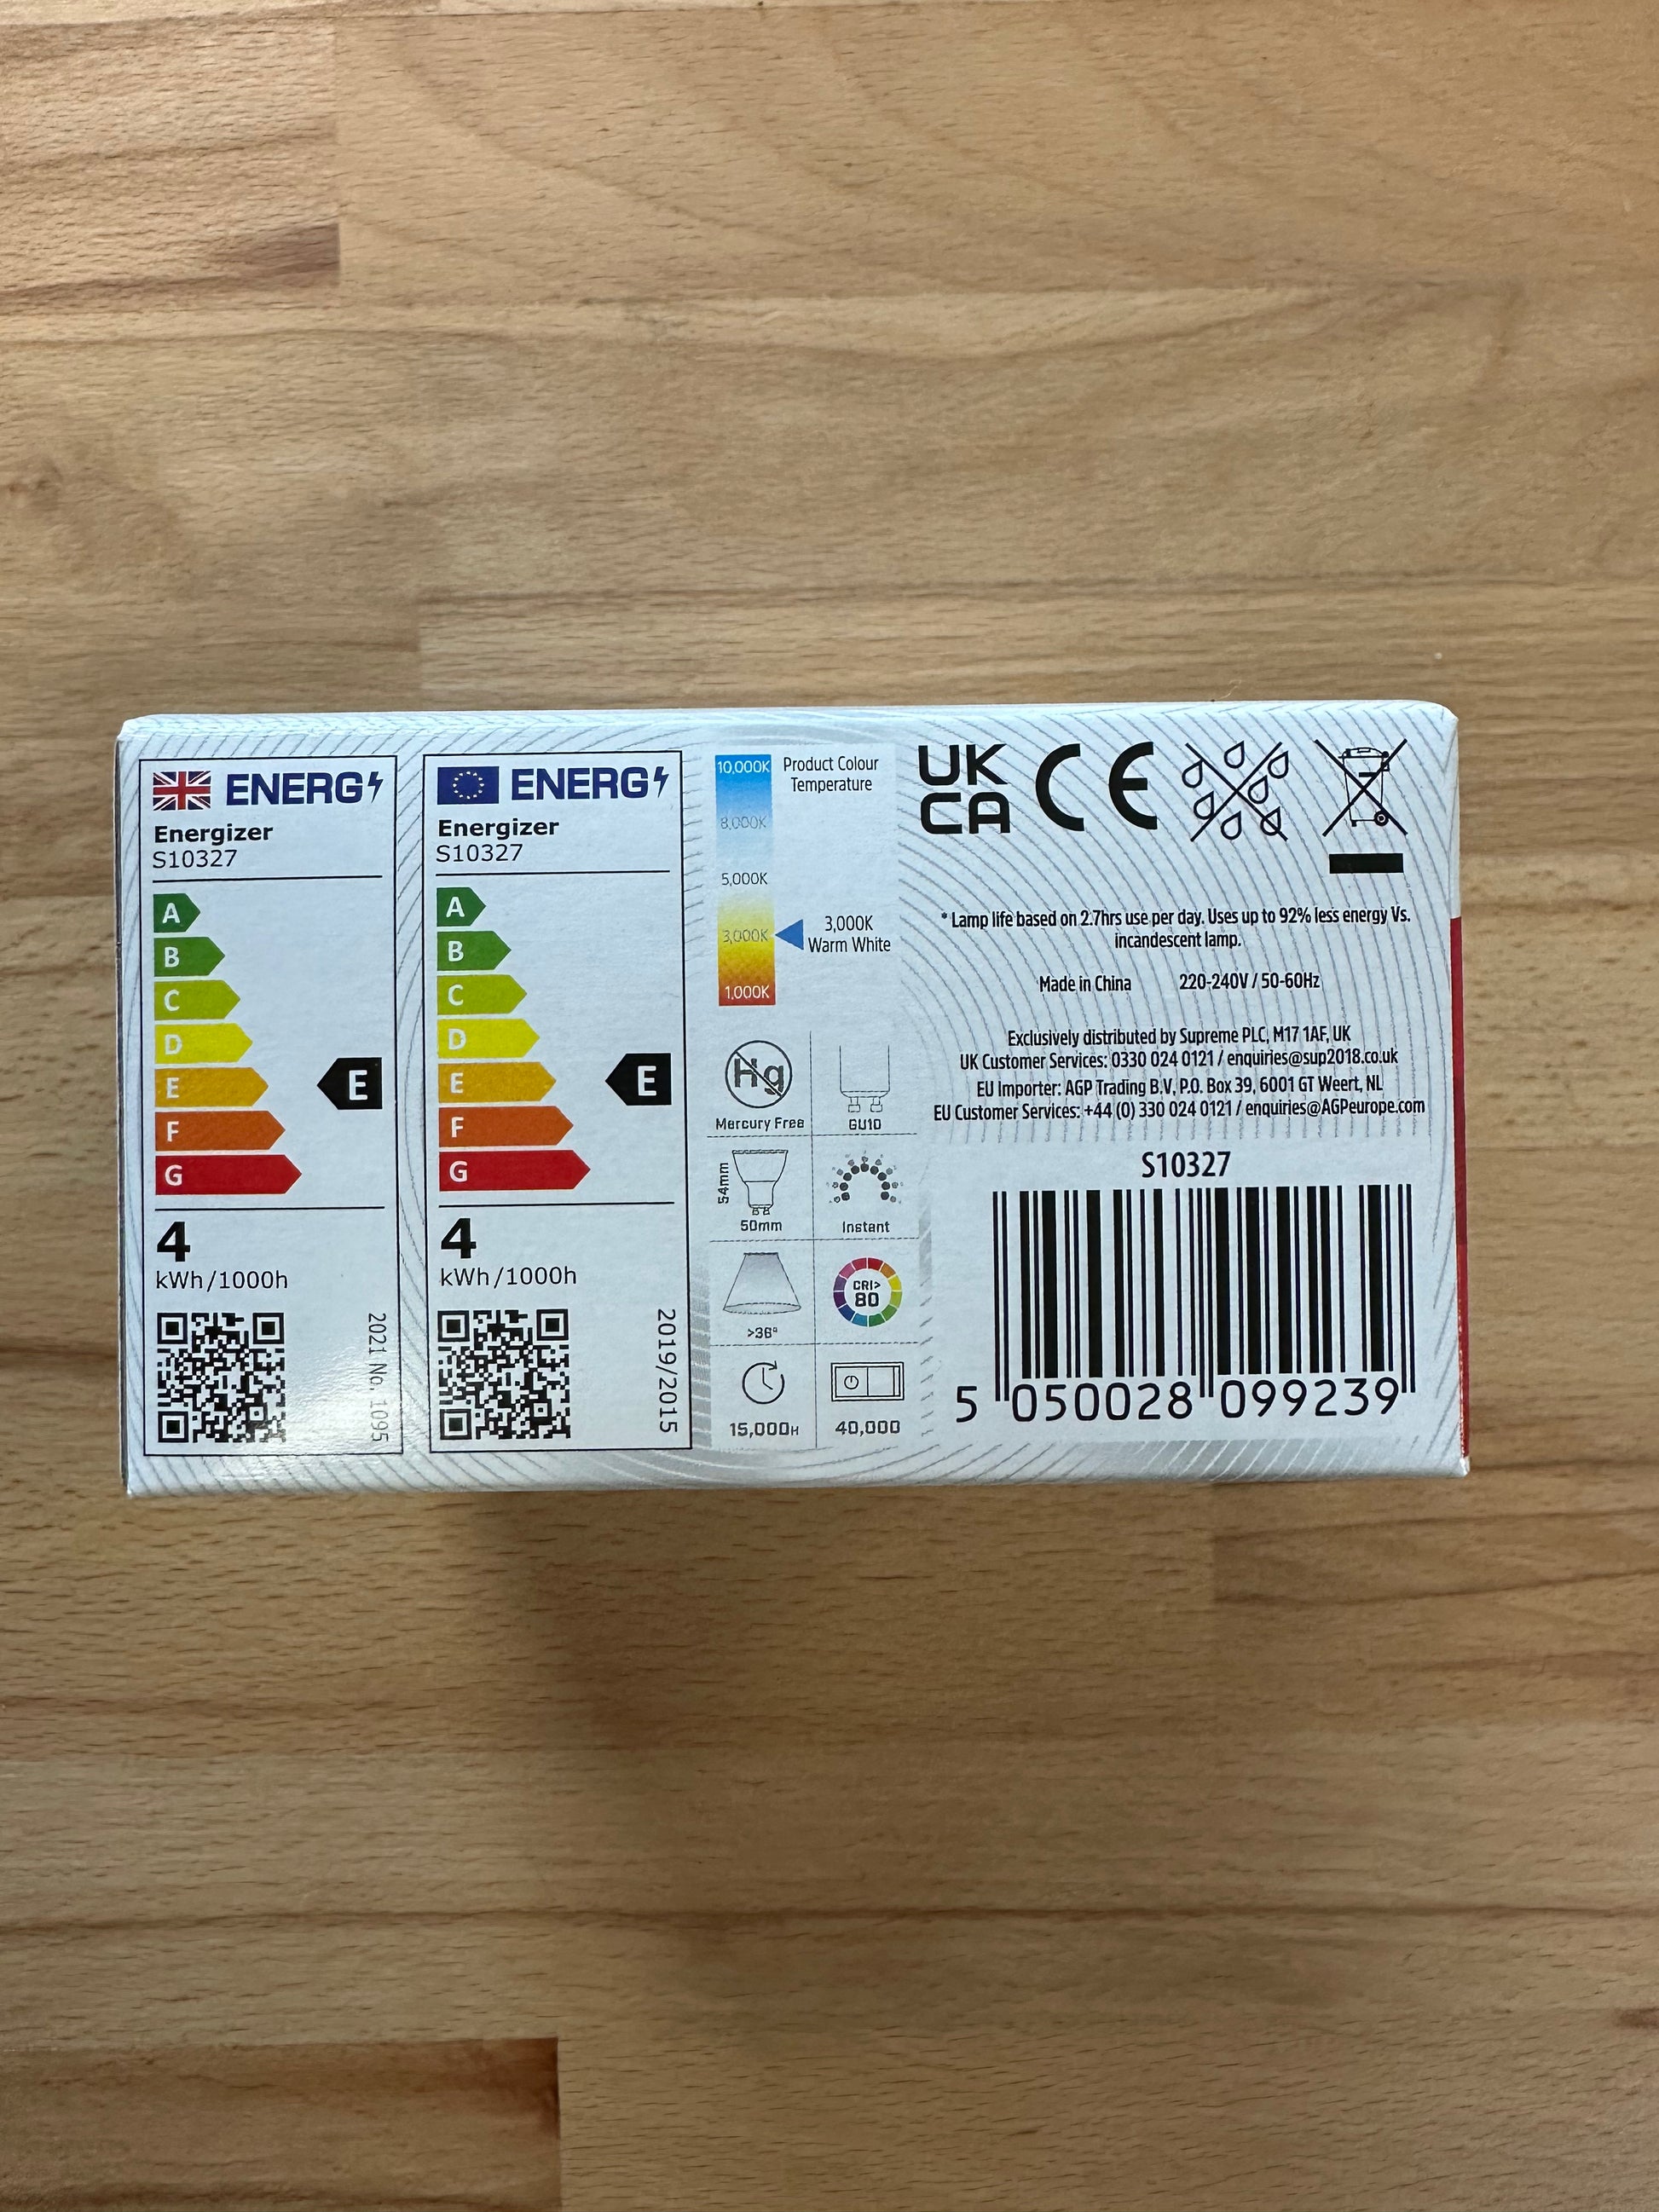 ENERG
Energizer
S10327
A
B
C
D
E
E
F
G
4
kWh/1000h
2021 No. 1095
ENERG
Energizer
S10327
A
B
C
D
E
E
F
G
4
kWh/1000h
2019/2015
Product Colour
Temperature
10,000K
8,000K
5,000K
3,000K
1,000K
3,000K
Warm White
Hg
Mercury Free
GU10
54mm
50mm
Instant
>36°
CRI>
80
15,000H
40,000
UK
CA
CE
* Lamp life based on 2.7hrs use per day. Uses up to 92% less energy Vs.
incandescent lamp.
Made in China 220-240V / 50-60Hz
Exclusively distributed by Supreme PLC, M17 1AF, UK
UK Customer Services: 0330 024 0121 / enquiries@sup2018.co.uk
EU Importer: AGP Trading B.V, P.O. Box 39, 6001 GT Weert, NL
EU Customer Services: +44 (0) 330 024 0121 / enquiries@AGPeurope.com
S10327
5 050028 099239